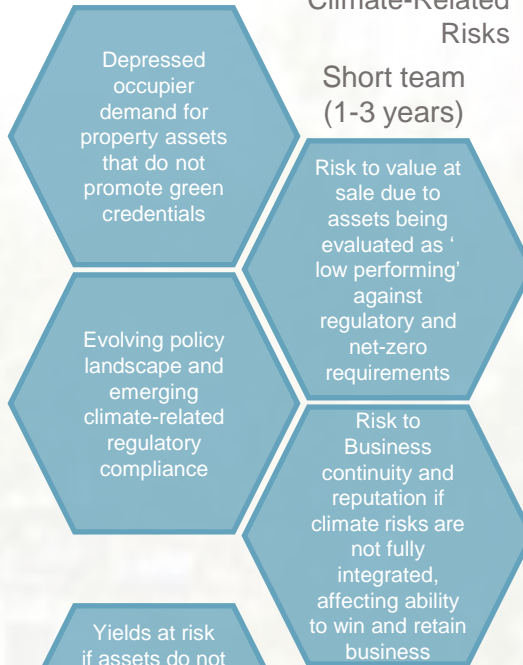 Climate-Related
Risks
Short team
(1-3 years)
Depressed
occupier
demand for
property assets
that do not
promote green
credentials
Risk to value at
sale due to
assets being
evaluated as ‘
low performing’
against
regulatory and
net-zero
requirements
Evolving policy
landscape and
emerging
climate-related
regulatory
compliance
Risk to
Business
continuity and
reputation if
climate risks are
not fully
integrated,
affecting ability
to win and retain
business
Yields at risk
if assets do not